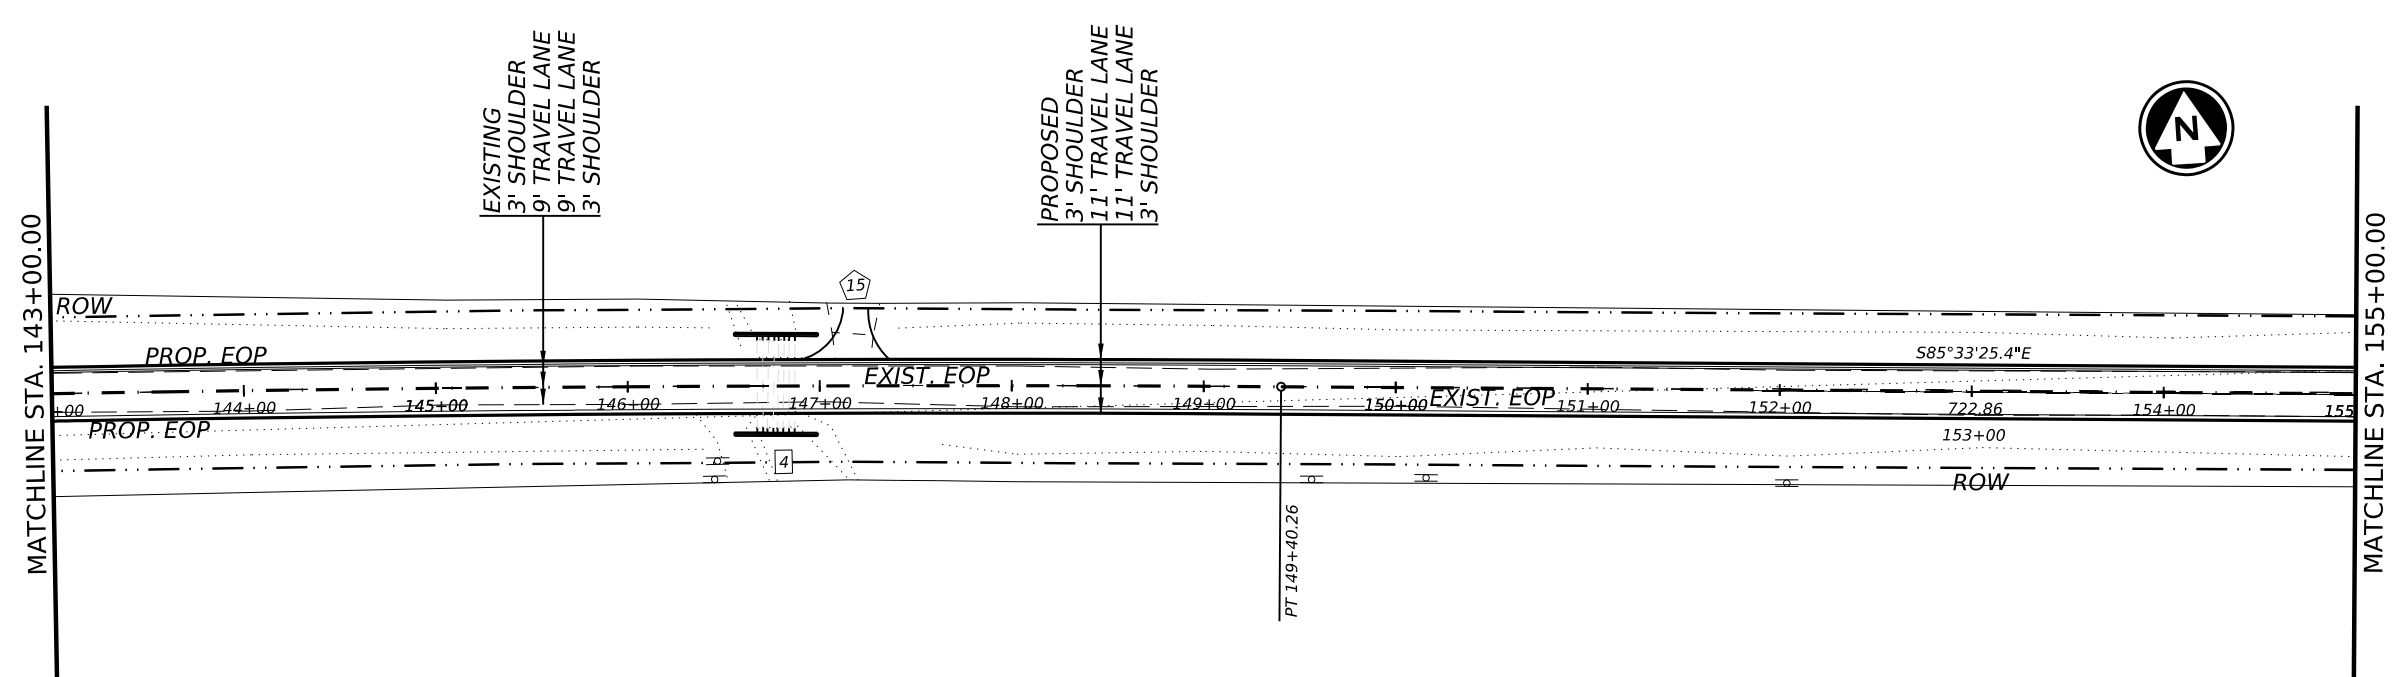 EXISTING
3' SHOULDER
9' TRAVEL LANE
9' TRAVEL LANE
3' SHOULDER
PROPOSED
3' SHOULDER
11' TRAVEL LANE
11' TRAVEL LANE
3' SHOULDER
N
MATCHLINE STA. 143+00.00
MATCHLINE STA. 155+00.00
15
ROW
PROP. EOP
S85°33'25.4"E
EXIST. EOP
EXIST. EOP
+00
144+00
145+00
146+00
147+00
148+00
149+00
150+00
151+00
152+00
722.86
154+00
155
PROP. EOP
153+00
4
ROW
PT 149+40.26